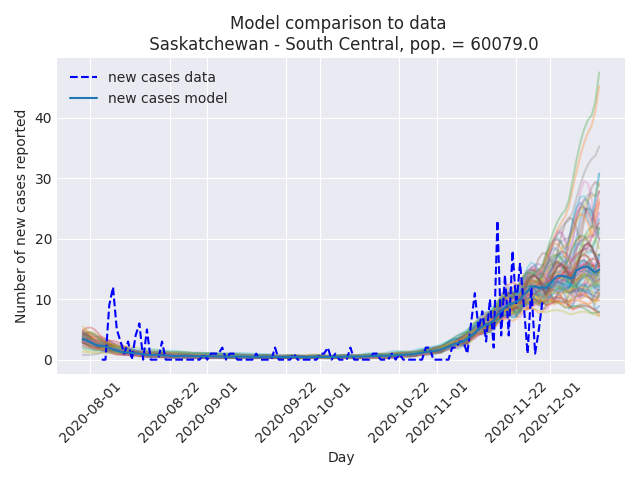 Model comparison to data
Saskatchewan - South Central, pop. = 60079.0
new cases data
new cases model
Number of new cases reported
40
30
20
10
0
2020-08-01
2020-08-22
2020-09-01
2020-09-22
2020-10-01
2020-10-22
2020-11-01
2020-11-22
2020-12-01
Day